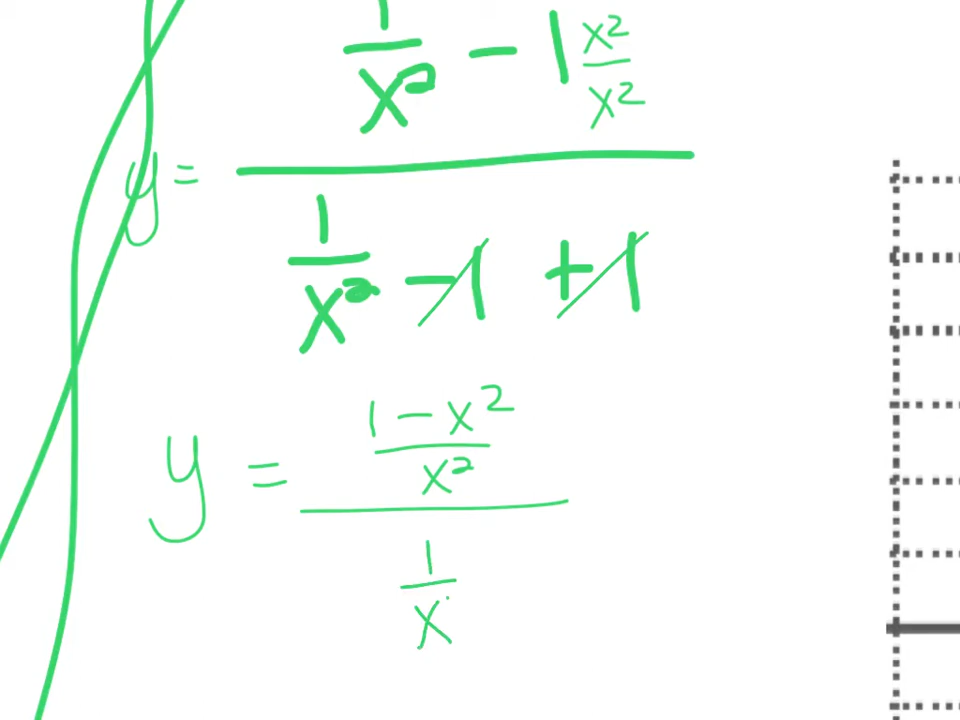 1/x² - 1 x²/x²
y = ―
1/x² - 1 + 1
1 - x²
x²
y = ―
1
x